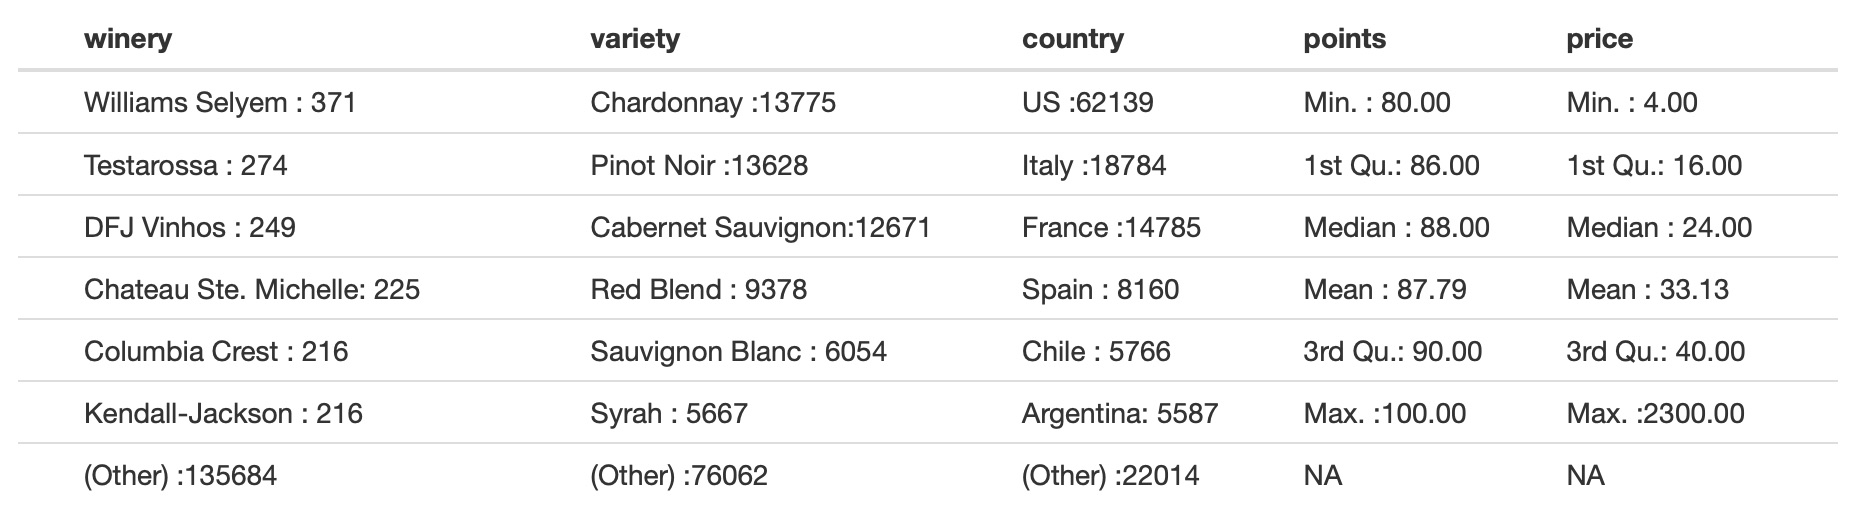 winery variety country points price
Williams Selyem : 371 Chardonnay :13775 US :62139 Min. : 80.00 Min. : 4.00
Testarossa : 274 Pinot Noir :13628 Italy :18784 1st Qu.: 86.00 1st Qu.: 16.00
DFJ Vinhos : 249 Cabernet Sauvignon:12671 France :14785 Median : 88.00 Median : 24.00
Chateau Ste. Michelle: 225 Red Blend : 9378 Spain : 8160 Mean : 87.79 Mean : 33.13
Columbia Crest : 216 Sauvignon Blanc : 6054 Chile : 5766 3rd Qu.: 90.00 3rd Qu.: 40.00
Kendall-Jackson : 216 Syrah : 5667 Argentina: 5587 Max. :100.00 Max. :2300.00
(Other) :135684 (Other) :76062 (Other) :22014 NA NA